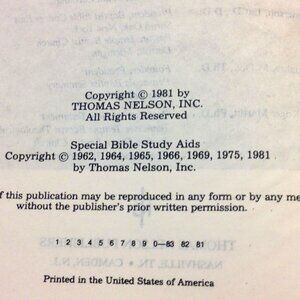 Copyright © 1981 by
THOMAS NELSON, INC.
All Rights Reserved
Special Bible Study Aids
Copyright © 1962, 1964, 1965, 1966, 1969, 1975, 1981
by Thomas Nelson, Inc.
of this publication may be reproduced in any form or by any me
without the publisher's prior written permission.
1 2 3 4 5 6 7 8 9 0—83 82 81
Printed in the United States of America